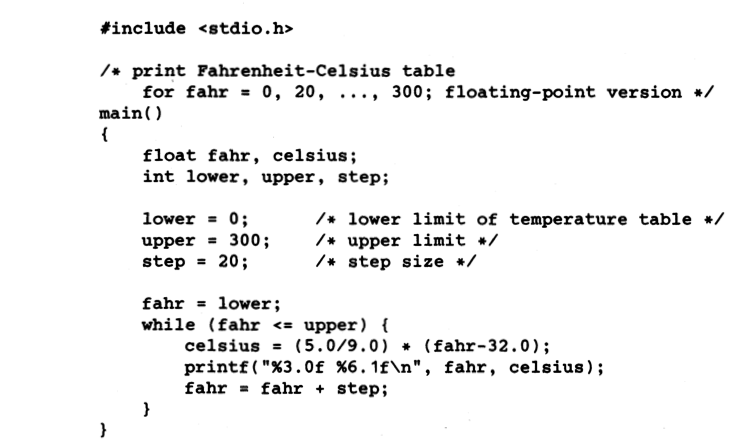 #include <stdio.h>

/* print Fahrenheit-Celsius table
    for fahr = 0, 20, ..., 300; floating-point version */
main()
{
    float fahr, celsius;
    int lower, upper, step;

    lower = 0;      /* lower limit of temperature table */
    upper = 300;    /* upper limit */
    step = 20;      /* step size */

    fahr = lower;
    while (fahr <= upper) {
        celsius = (5.0/9.0) * (fahr-32.0);
        printf("%3.0f %6.1f\n", fahr, celsius);
        fahr = fahr + step;
    }
}